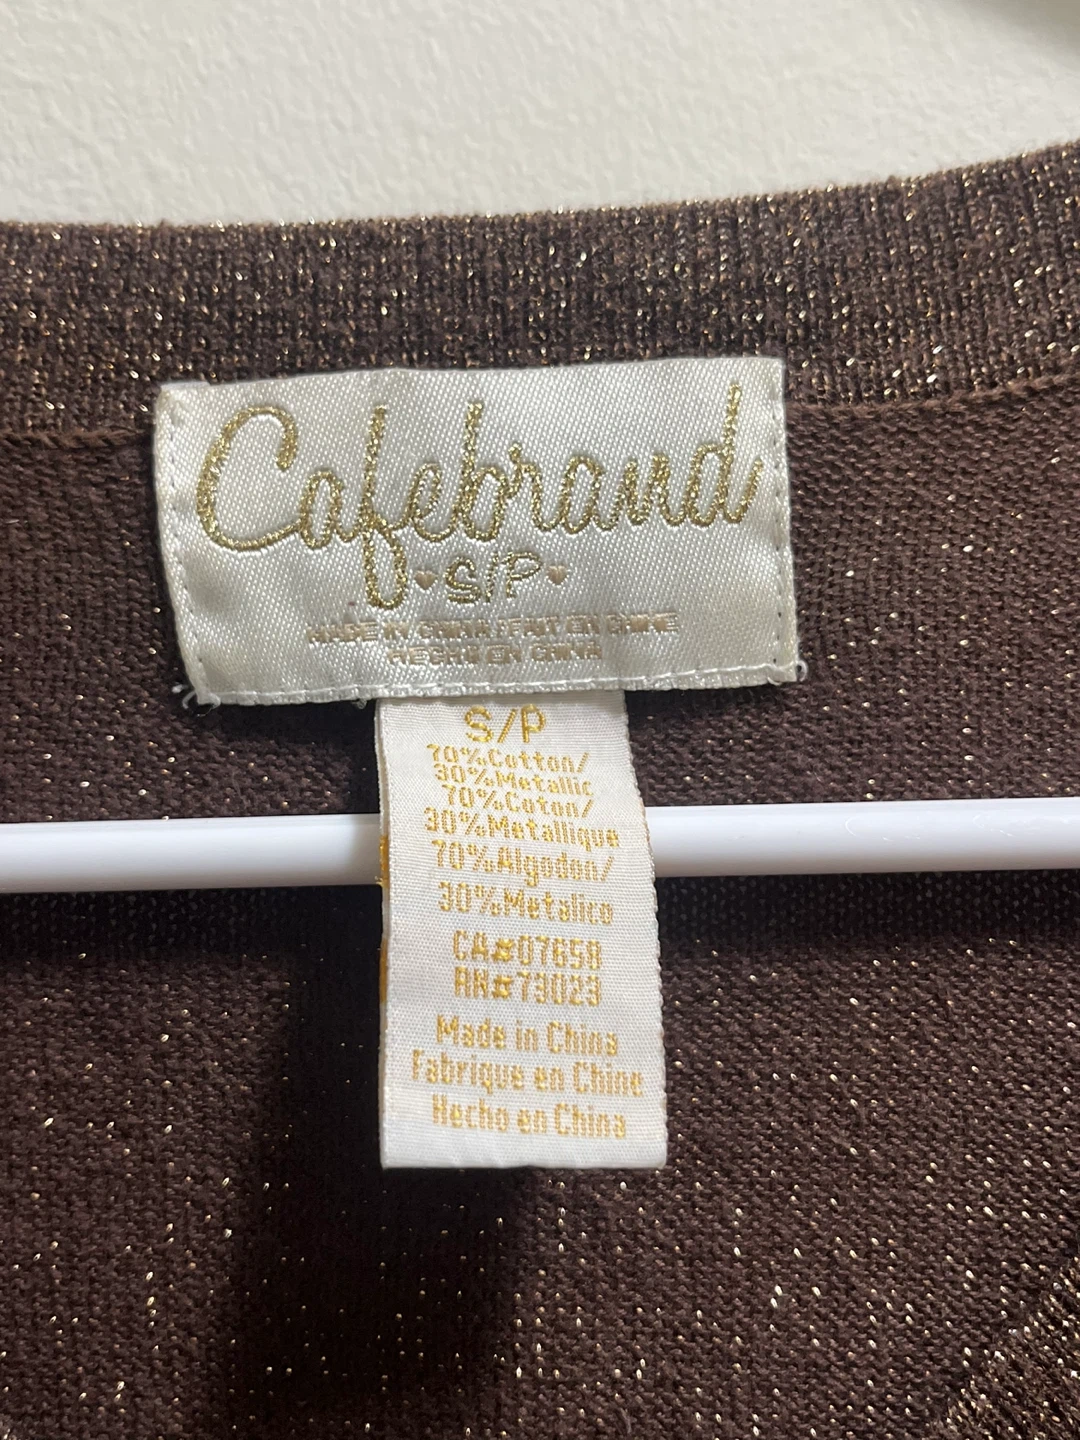 Cafebrand
S/P
MADE IN CHINA / FAIT EN CHINE
HECHO EN CHINA
S/P
70%Cotton/
30%Metallic
70%Coton/
30%Metallique
70%Algodon/
30%Metalico
CA#07658
RN#73023
Made in China
Fabrique en Chine
Hecho en China